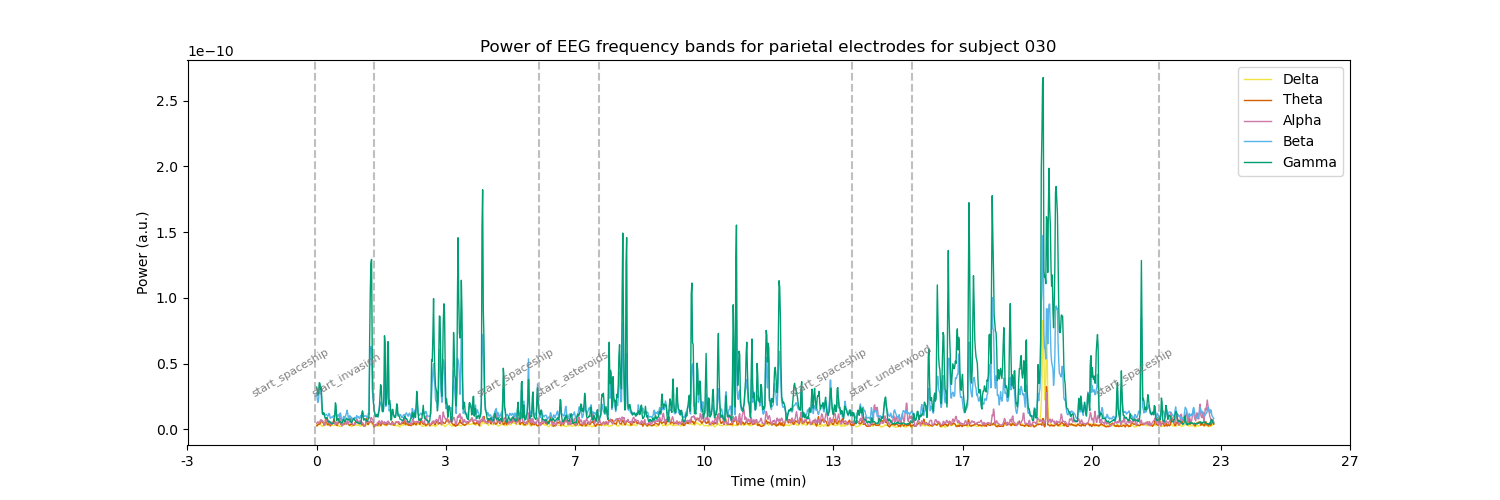 Power of EEG frequency bands for parietal electrodes for subject 030
1e−10
Power (a.u.)
2.5
2.0
1.5
1.0
0.5
0.0
Delta
Theta
Alpha
Beta
Gamma
start_spaceship
start_invasion
start_spaceship
start_asteroids
start_spaceship
start_underwood
start_spaceship
-3
0
3
7
10
13
17
20
23
27
Time (min)